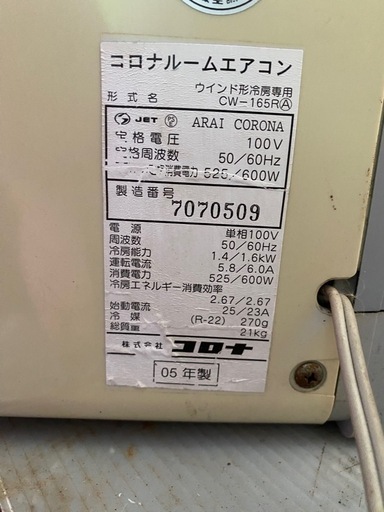 コロナルームエアコン
ウインド形冷房専用
形式名 CW-165RⒶ
JET ARAI CORONA
定格電圧 100V
定格周波数 50/60Hz
消費電力 525/600W
製造番号
7070509
電源 単相100V
周波数 50/60Hz
冷房能力 1.4/1.6kW
運転電流 5.8/6.0A
消費電力 525/600W
冷房エネルギー消費効率
2.67/2.67
始動電流 25/23A
冷媒 (R-22) 270g
総質量 21kg
株式会社 コロナ
05年製